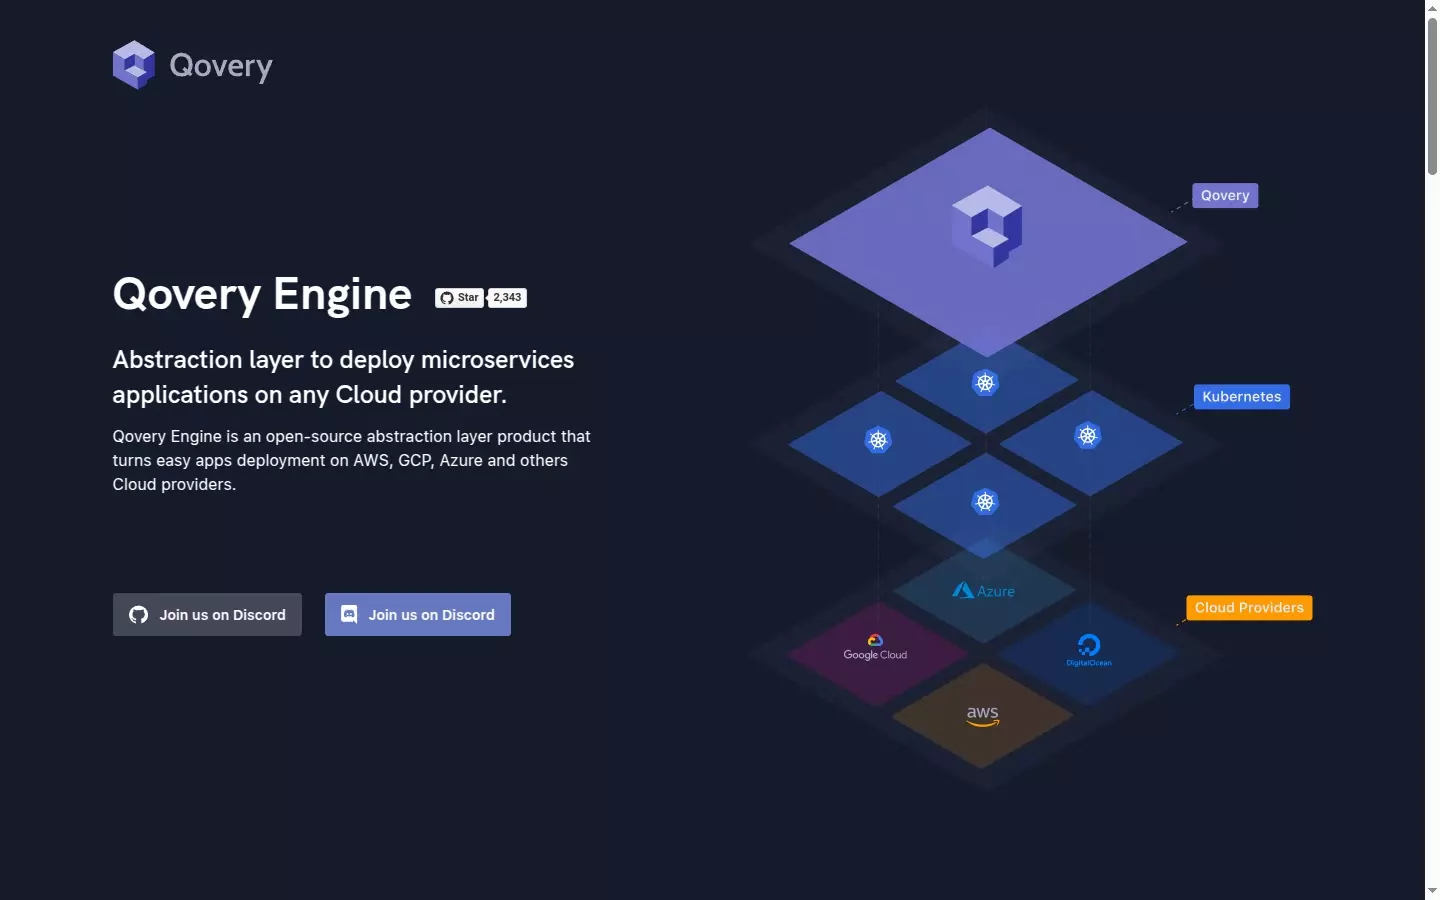 Qovery
Qovery Engine
Star 2,343
Abstraction layer to deploy microservices
applications on any Cloud provider.
Qovery Engine is an open-source abstraction layer product that
turns easy apps deployment on AWS, GCP, Azure and others
Cloud providers.
Join us on Discord
Join us on Discord
Qovery
Kubernetes
Azure
Cloud Providers
Google Cloud
DigitalOcean
aws